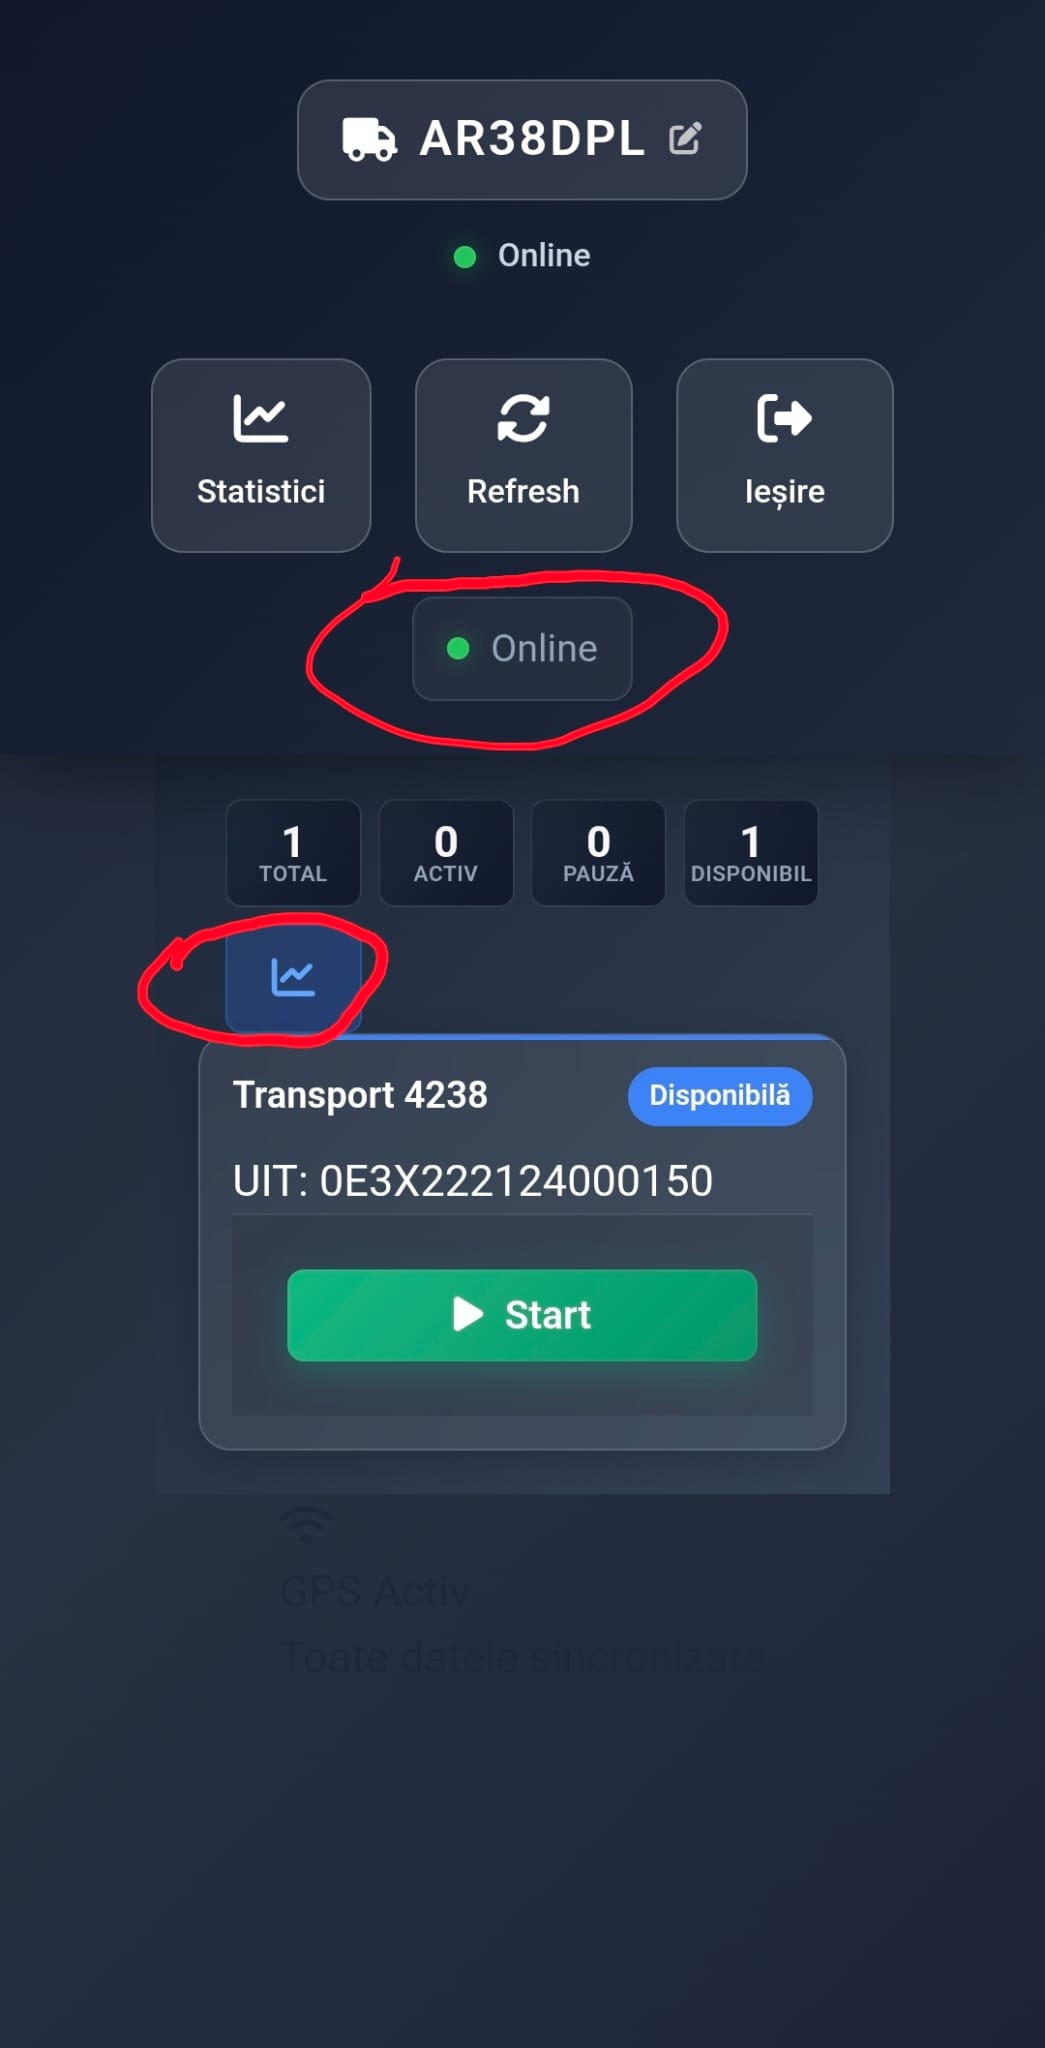 AR38DPL
Online
Statistici Refresh Ieșire
Online
1 0 0 1
TOTAL ACTIV PAUZĂ DISPONIBIL
Transport 4238 Disponibilă
UIT: 0E3X222124000150
Start
GPS Activ
Toate datele sincronizate